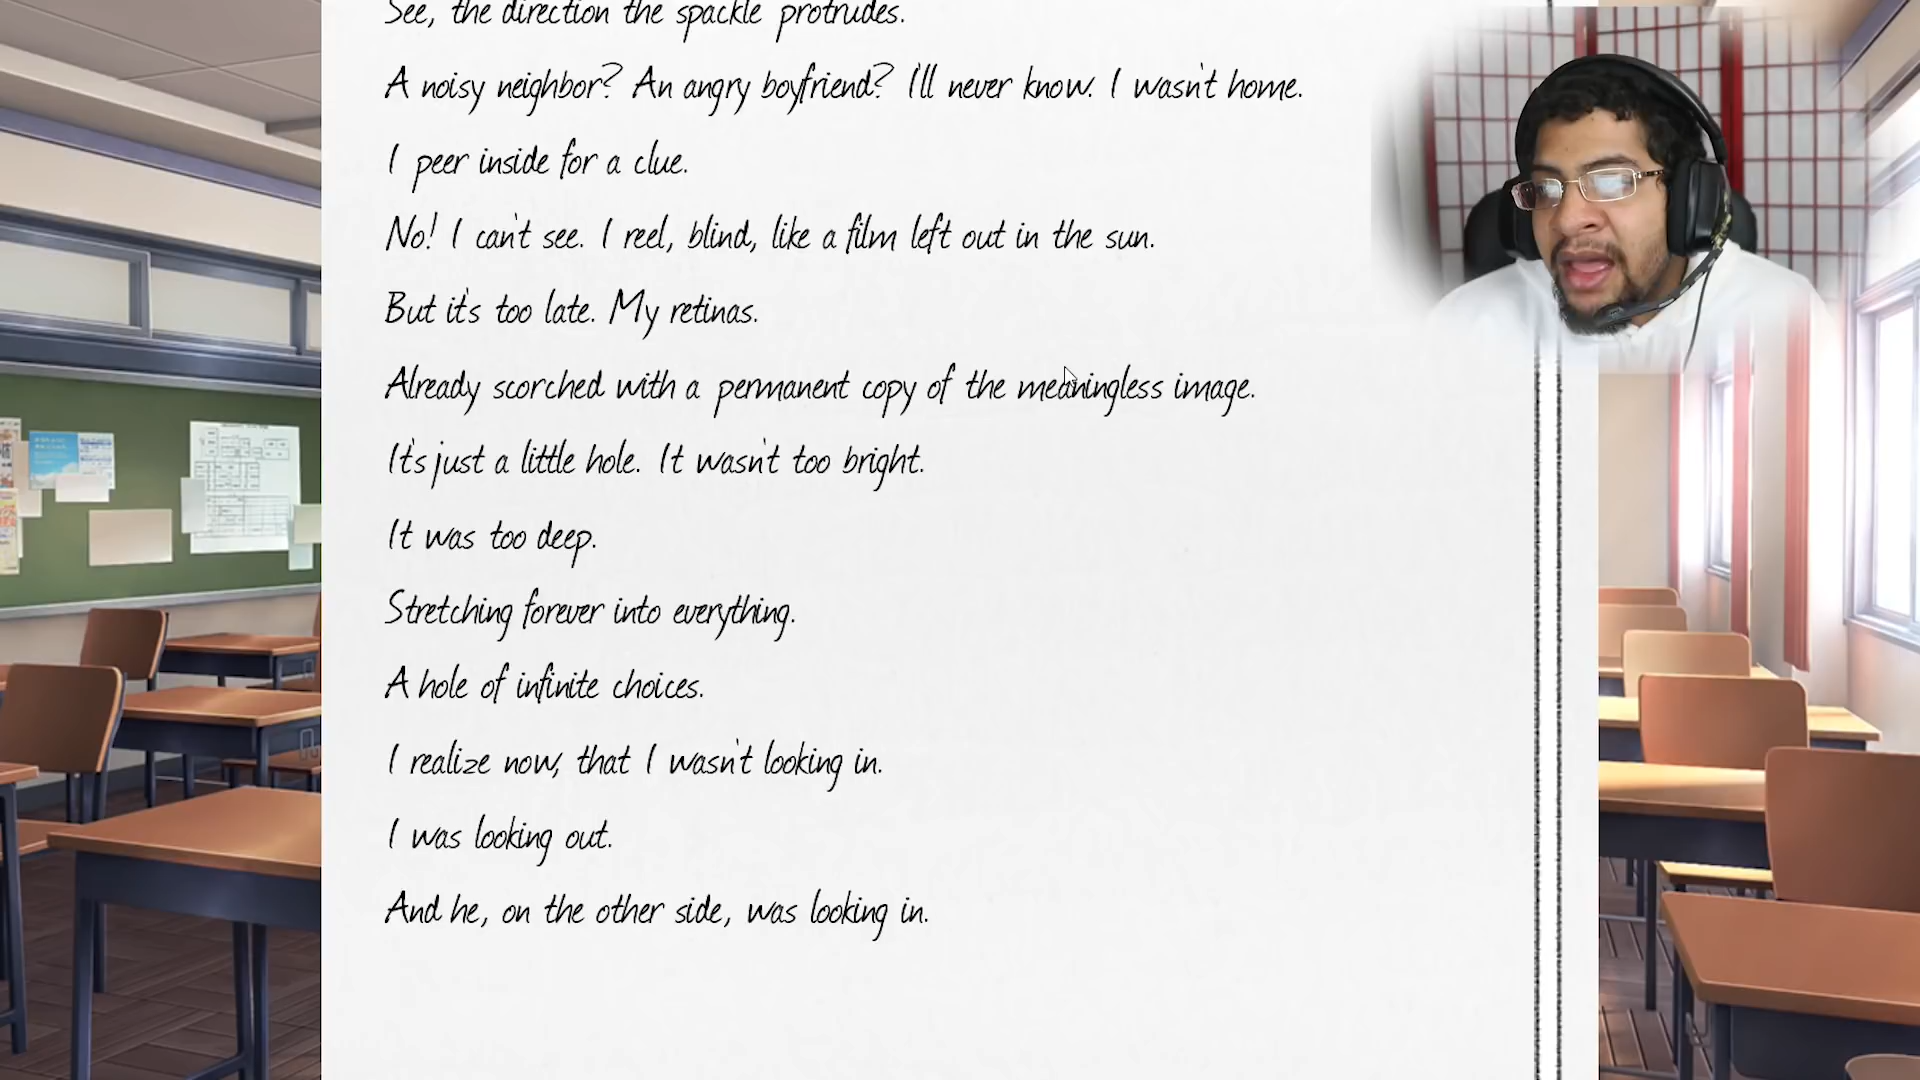 See, the direction the spackle protrudes.
A noisy neighbor? An angry boyfriend? I'll never know. I wasn't home.
I peer inside for a clue.
No! I can't see. I reel, blind, like a film left out in the sun.
But it's too late. My retinas.
Already scorched with a permanent copy of the meaningless image.
It's just a little hole. It wasn't too bright.
It was too deep.
Stretching forever into everything.
A hole of infinite choices.
I realize now, that I wasn't looking in.
I was looking out.
And he, on the other side, was looking in.